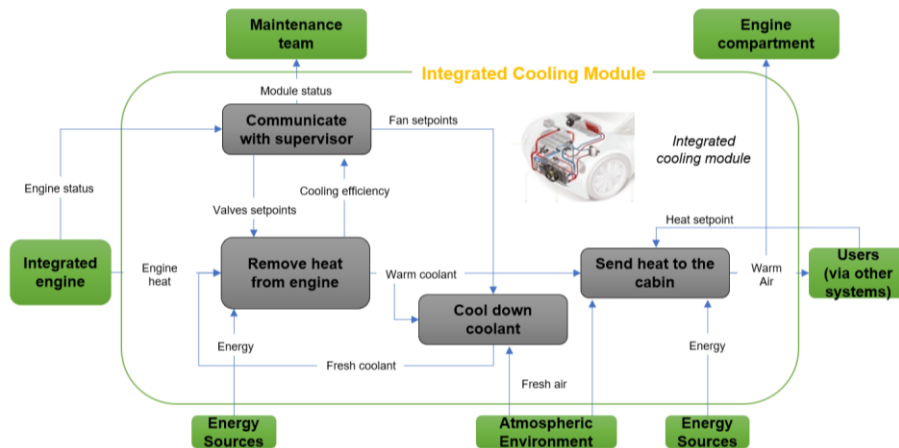 Maintenance
team
Engine
compartment
Integrated Cooling Module
Module status
Communicate
with supervisor
Fan setpoints
Integrated
cooling module
Engine status
Cooling efficiency
Valves setpoints
Heat setpoint
Integrated
engine
Engine
heat
Remove heat
from engine
Warm coolant
Send heat to the
cabin
Warm
Air
Users
(via other
systems)
Cool down
coolant
Energy
Energy
Fresh coolant
Fresh air
Energy
Sources
Atmospheric
Environment
Energy
Sources